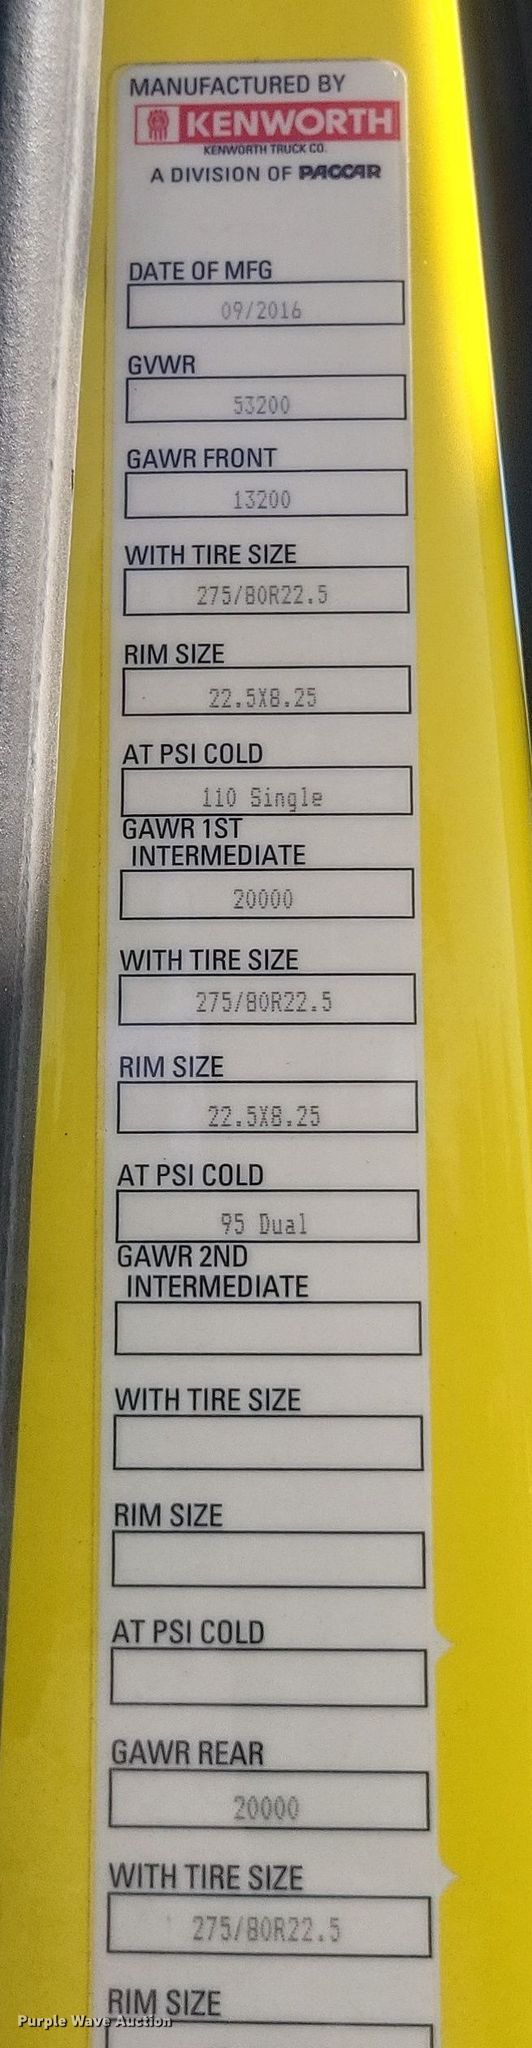 MANUFACTURED BY
KENWORTH
KENWORTH TRUCK CO.
A DIVISION OF PACCAR
DATE OF MFG
09/2016
GVWR
53200
GAWR FRONT
13200
WITH TIRE SIZE
275/80R22.5
RIM SIZE
22.5X8.25
AT PSI COLD
110 Single
GAWR 1ST
INTERMEDIATE
20000
WITH TIRE SIZE
275/80R22.5
RIM SIZE
22.5X8.25
AT PSI COLD
95 Dual
GAWR 2ND
INTERMEDIATE
WITH TIRE SIZE
RIM SIZE
AT PSI COLD
GAWR REAR
20000
WITH TIRE SIZE
275/80R22.5
RIM SIZE
Purple Wave Auction